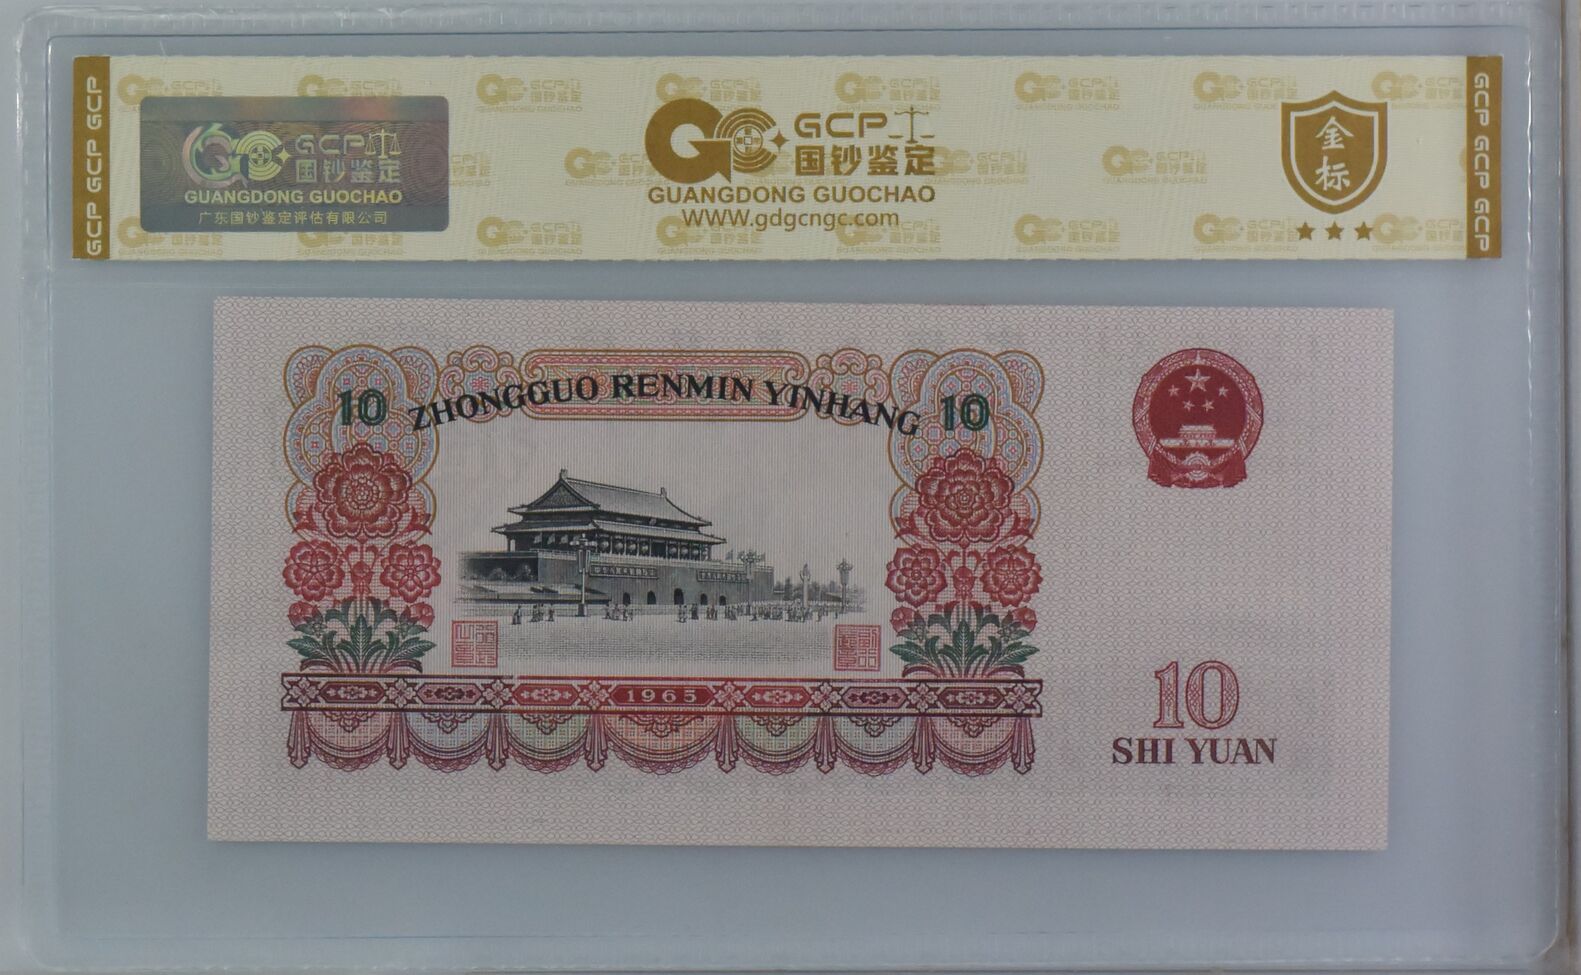 GCP GCP GCP
GCP
国钞鉴定
GUANGDONG GUOCHAO
广东国钞鉴定评估有限公司
GCP
国钞鉴定
GUANGDONG GUOCHAO
WWW.gdgcngc.com
金标
GCP GCP GCP
10 ZHONGGUO RENMIN YINHANG 10
1965
10
SHI YUAN